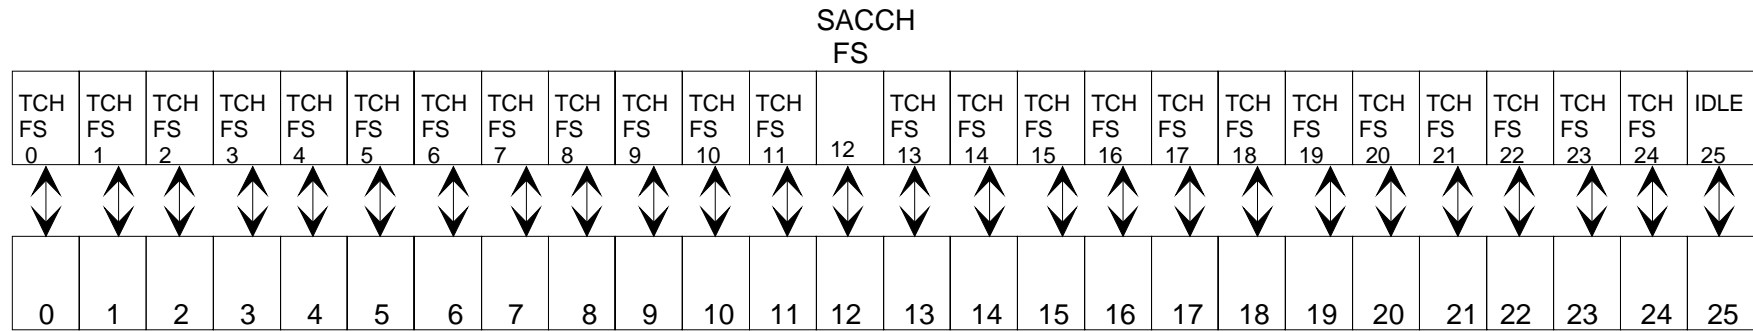 SACCH
FS
TCH TCH TCH TCH TCH TCH TCH TCH TCH TCH TCH TCH TCH TCH TCH TCH TCH TCH TCH TCH TCH TCH TCH TCH IDLE
FS FS FS FS FS FS FS FS FS FS FS FS FS FS FS FS FS FS FS FS FS FS FS FS
0 1 2 3 4 5 6 7 8 9 10 11 12 13 14 15 16 17 18 19 20 21 22 23 24 25
0 1 2 3 4 5 6 7 8 9 10 11 12 13 14 15 16 17 18 19 20 21 22 23 24 25